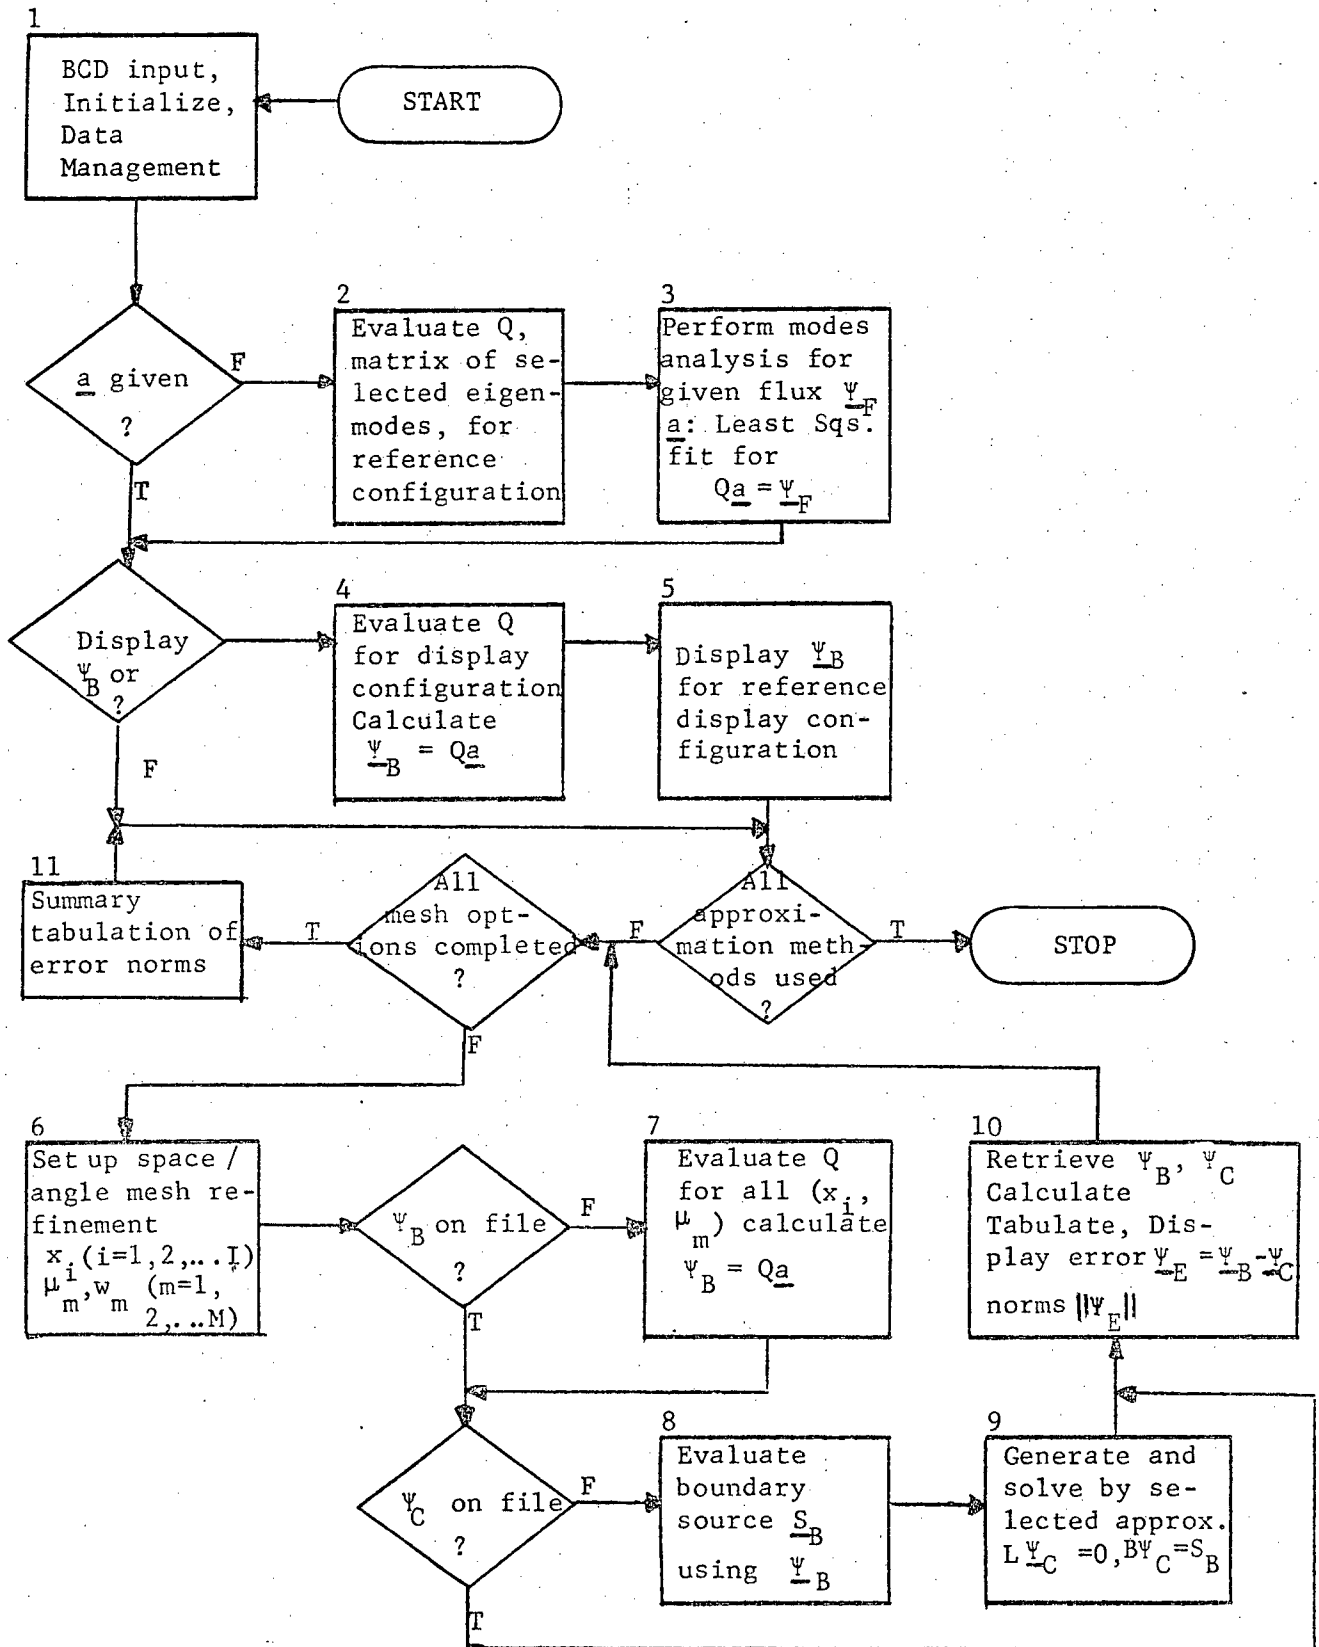 1
BCD input,
Initialize,
Data
Management
START
a given
?
F
T
2
Evaluate Q,
matrix of se-
lected eigen-
modes, for
reference
configuration
3
Perform modes
analysis for
given flux Ψ_F
a: Least Sqs.
fit for
Qa = Ψ_F
Display
Ψ_B or
?
F
4
Evaluate Q
for display
configuration
Calculate
Ψ_B = Qa
5
Display Ψ_B
for reference
display con-
figuration
11
Summary
tabulation of
error norms
T
All
mesh opt-
ions completed
?
F
F
All
approxi-
mation meth-
ods used
?
T
STOP
6
Set up space/
angle mesh re-
finement
x_i (i=1,2,...I)
μ_m, w_m (m=1,
2,...M)
Ψ_B on file
?
F
T
7
Evaluate Q
for all (x_i,
μ_m) calculate
Ψ_B = Qa
10
Retrieve Ψ_B, Ψ_C
Calculate
Tabulate, Dis-
play error Ψ_E = Ψ_B - Ψ_C
norms ||Ψ_E||
Ψ_C on file
?
F
T
8
Evaluate
boundary
source S_B
using Ψ_B
9
Generate and
solve by se-
lected approx.
LΨ_C =0, BΨ_C = S_B